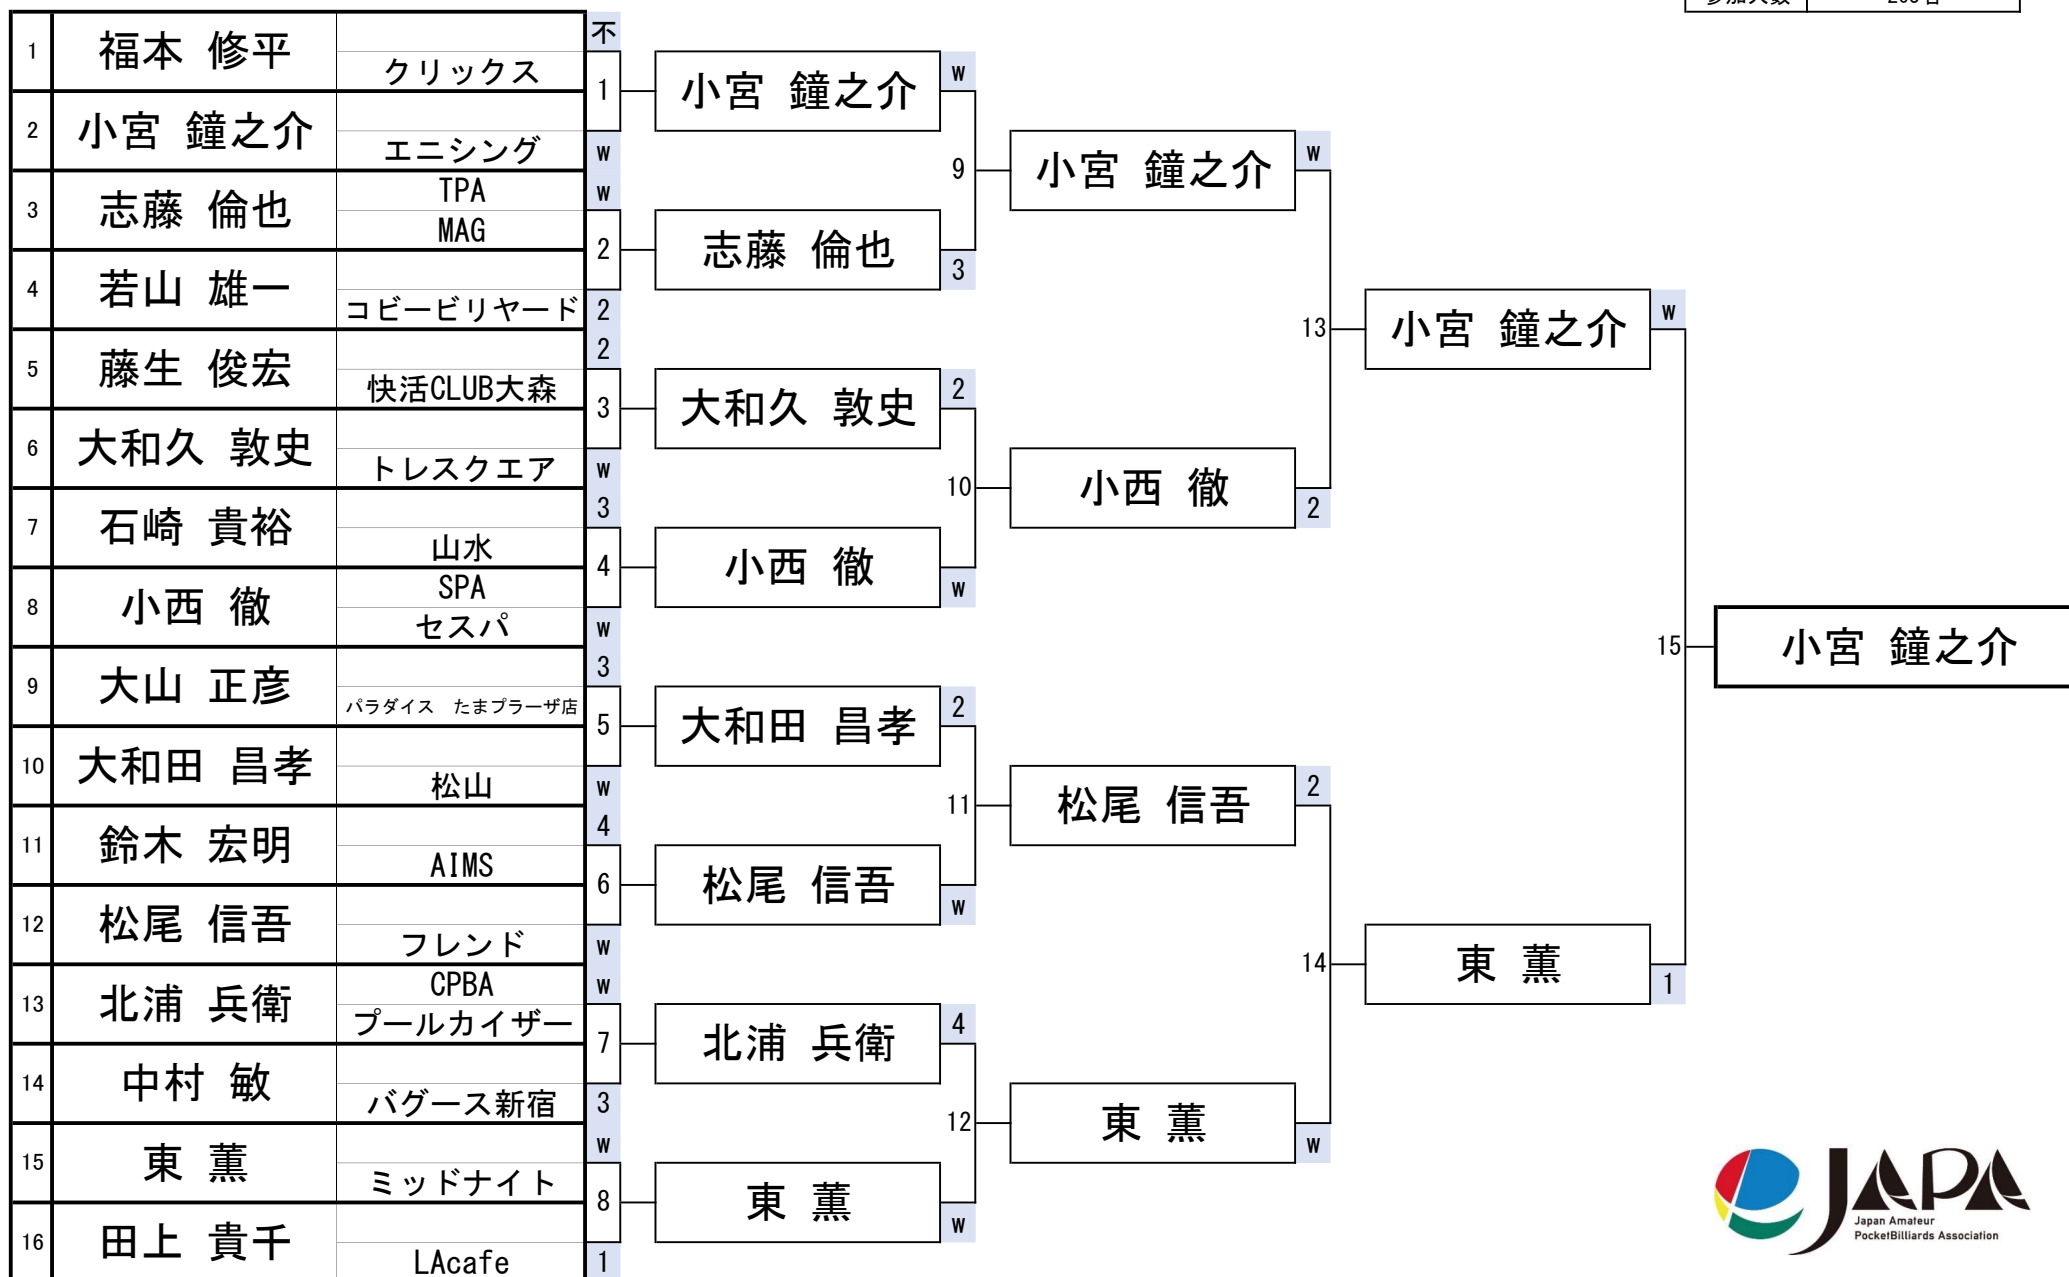 1 福本 修平 不
クリックス
2 小宮 鐘之介
エニシング W
3 志藤 倫也 TPA W
MAG
4 若山 雄一
コビービリヤード 2
5 藤生 俊宏 2
快活CLUB大森
6 大和久 敦史
トレスクエア W
7 石崎 貴裕 3
山水
8 小西 徹 SPA
セスパ W
9 大山 正彦 3
パラダイス たまプラーザ店
10 大和田 昌孝
松山 W
11 鈴木 宏明 4
AIMS
12 松尾 信吾
フレンド W
13 北浦 兵衛 CPBA W
プールカイザー
14 中村 敏
バグース新宿 3
15 東 薫 W
ミッドナイト
16 田上 貴千
LAcafe 1
1 小宮 鐘之介 W
2 志藤 倫也 3
3 大和久 敦史 2
4 小西 徹 W
5 大和田 昌孝 2
6 松尾 信吾 W
7 北浦 兵衛 4
8 東 薫 W
9 小宮 鐘之介 W
10 小西 徹 2
11 松尾 信吾 2
12 東 薫 W
13 小宮 鐘之介 W
14 東 薫 1
15 小宮 鐘之介
JAPA
Japan Amateur
PocketBilliards Association